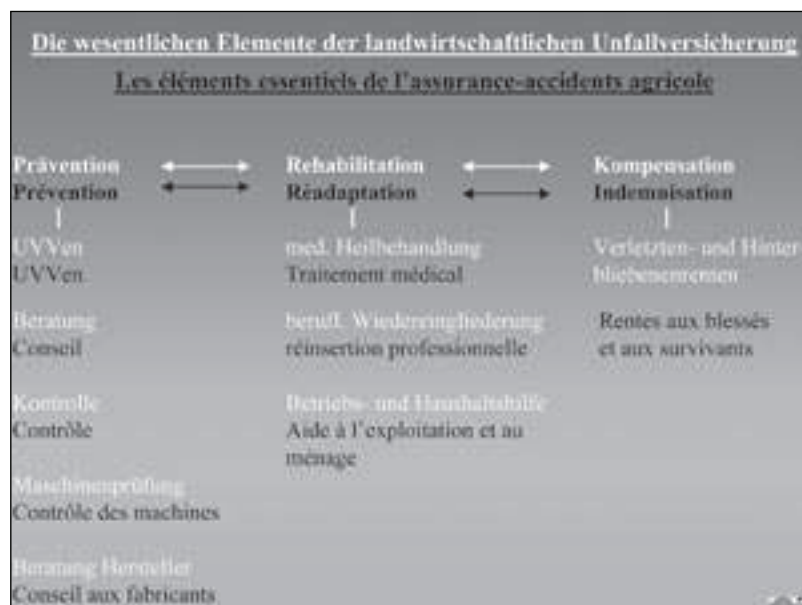 Die wesentlichen Elemente der landwirtschaftlichen Unfallversicherung
Les éléments essentiels de l'assurance-accidents agricole
Prävention
Prévention
UVVen
UVVen
Beratung
Conseil
Kontrolle
Contrôle
Maschinenprüfung
Contrôle des machines
Beratung Hersteller
Conseil aux fabricants
Rehabilitation
Réadaptation
med. Heilbehandlung
Traitement médical
berufl. Wiedereingliederung
réinsertion professionnelle
Betriebs- und Haushaltshilfe
Aide à l'exploitation et au
ménage
Kompensation
Indemnisation
Verletzten- und Hinter
bliebenenrenten
Rentes aux blessés
et aux survivants